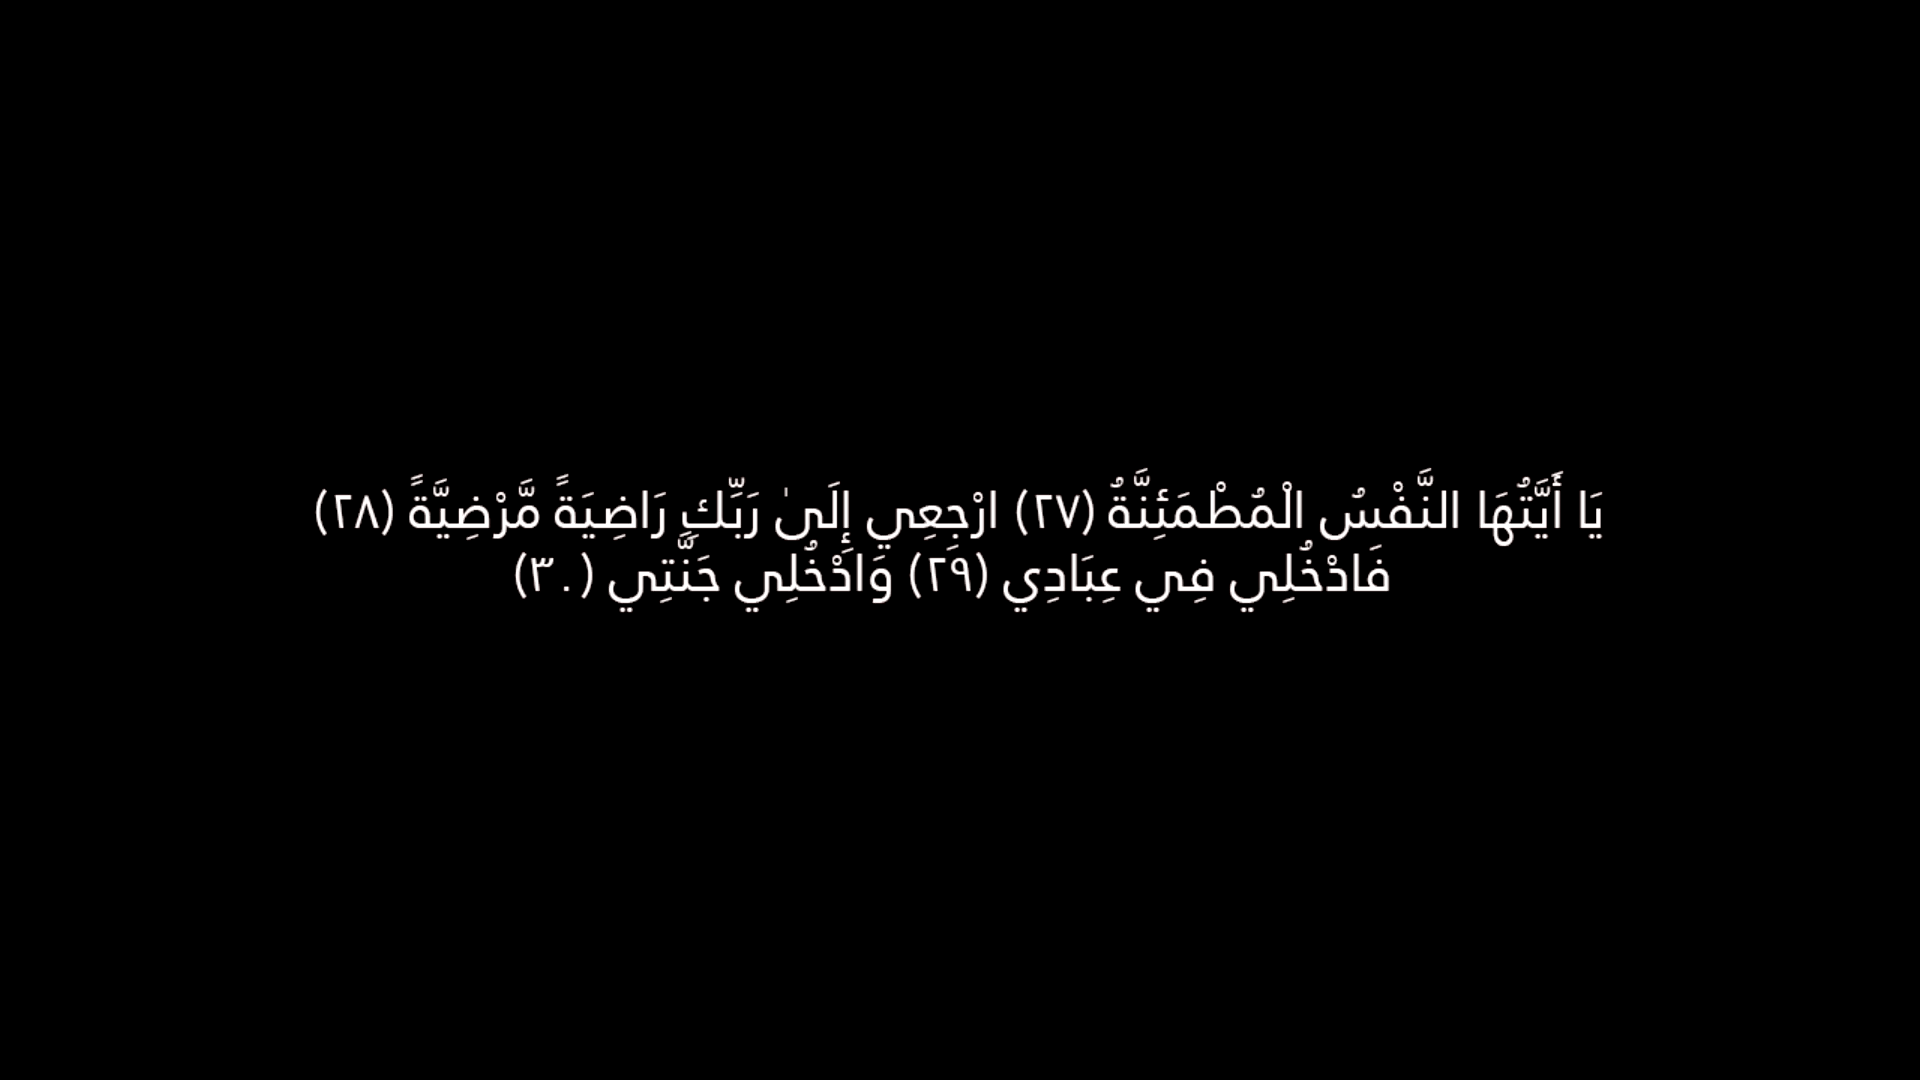 يَا أَيَّتُهَا النَّفْسُ الْمُطْمَئِنَّةُ (٢٧) ارْجِعِي إِلَىٰ رَبِّكِ رَاضِيَةً مَّرْضِيَّةً (٢٨)
فَادْخُلِي فِي عِبَادِي (٢٩) وَادْخُلِي جَنَّتِي (٣٠)